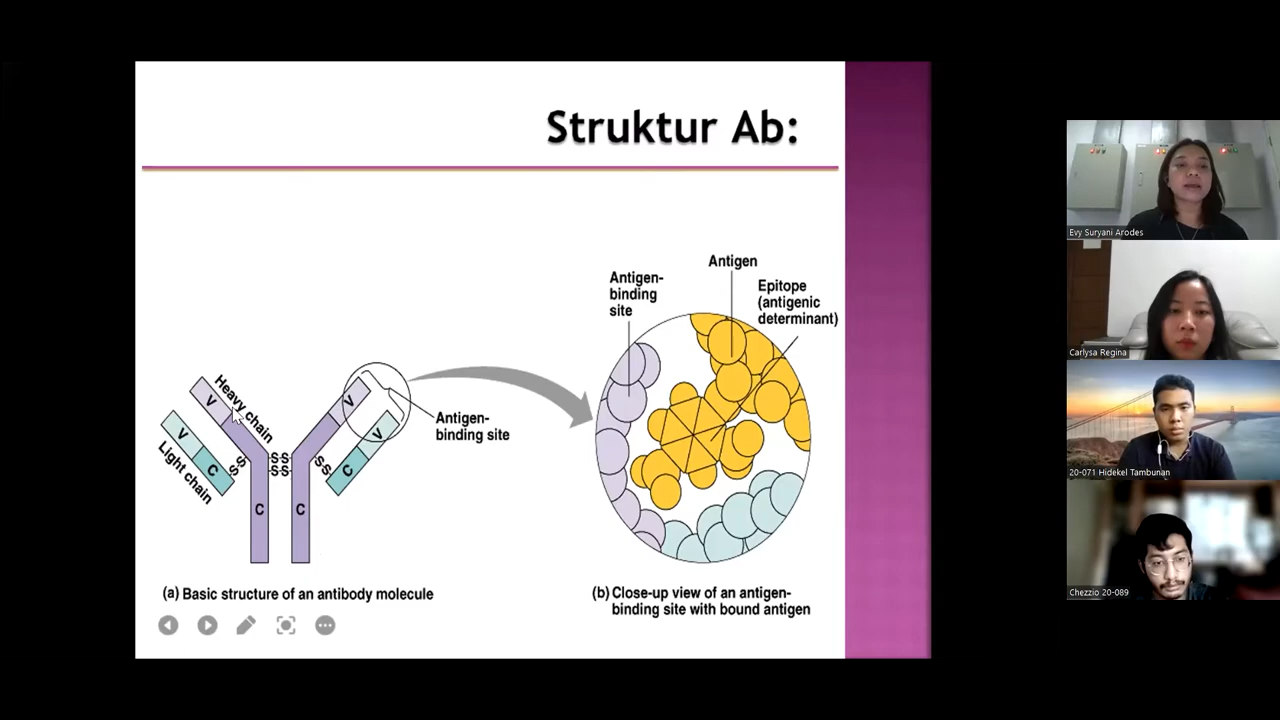 Struktur Ab:
Antigen-
binding
site
Antigen
Epitope
(antigenic
determinant)
Heavy chain
Light chain
V
V
C
S
S
SS
SS
C
C
V
V
C
S
S
Antigen-
binding site
(a) Basic structure of an antibody molecule
(b) Close-up view of an antigen-
binding site with bound antigen
Evy Suryani Arodes
Carlysa Regina
20-071 Hidekel Tambunan
Chezzio 20-089